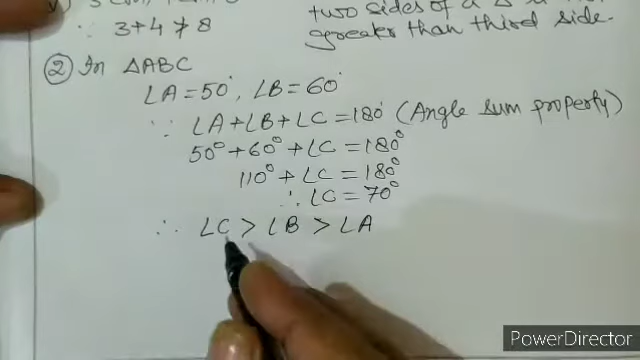 ∵ 3+4 ≯ 8
two sides of a Δ
greater than third side.
② In ΔABC
∠A = 50°, ∠B = 60°
∵ ∠A+∠B+∠C = 180° (Angle sum property)
50°+60°+∠C = 180°
110°+∠C = 180°
∴ ∠C = 70°
∴ ∠C > ∠B > ∠A
PowerDirector